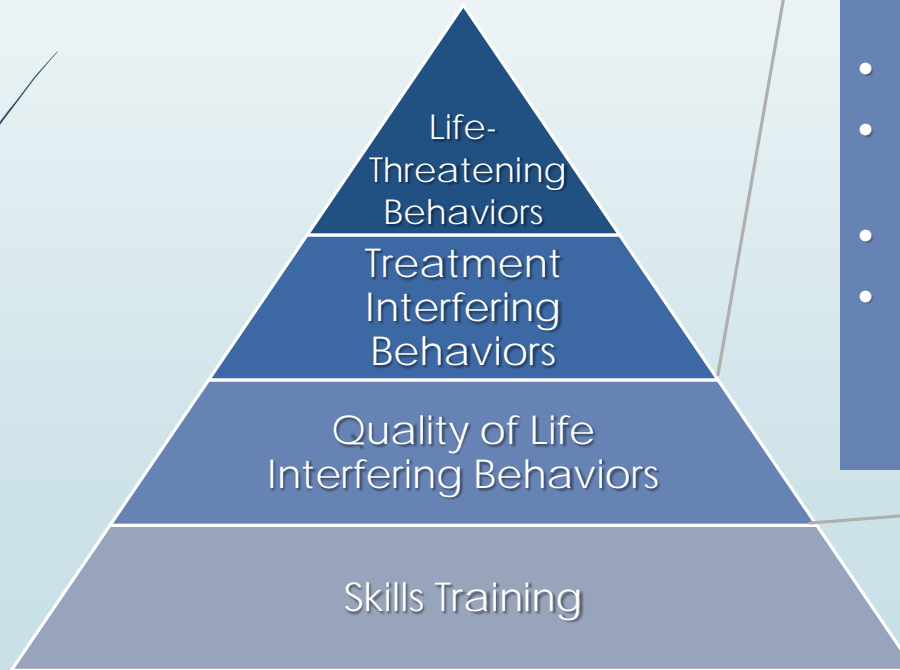 Life-
Threatening
Behaviors
Treatment
Interfering
Behaviors
Quality of Life
Interfering Behaviors
Skills Training